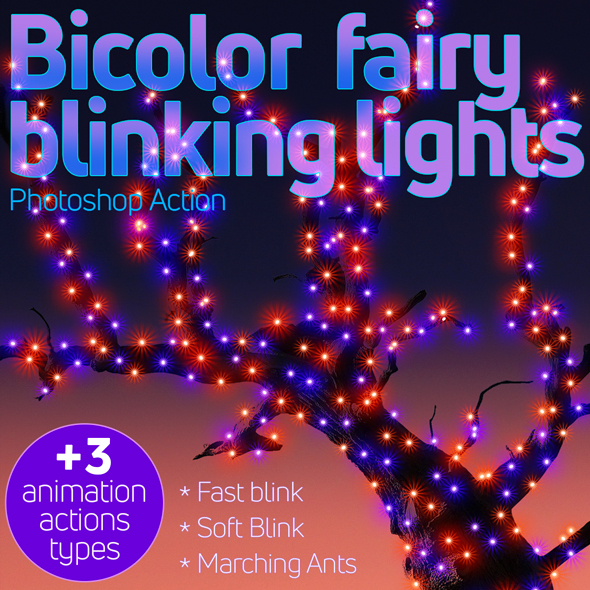 Bicolor fairy
blinking lights
Photoshop Action
+3
animation
actions
types
* Fast blink
* Soft Blink
* Marching Ants